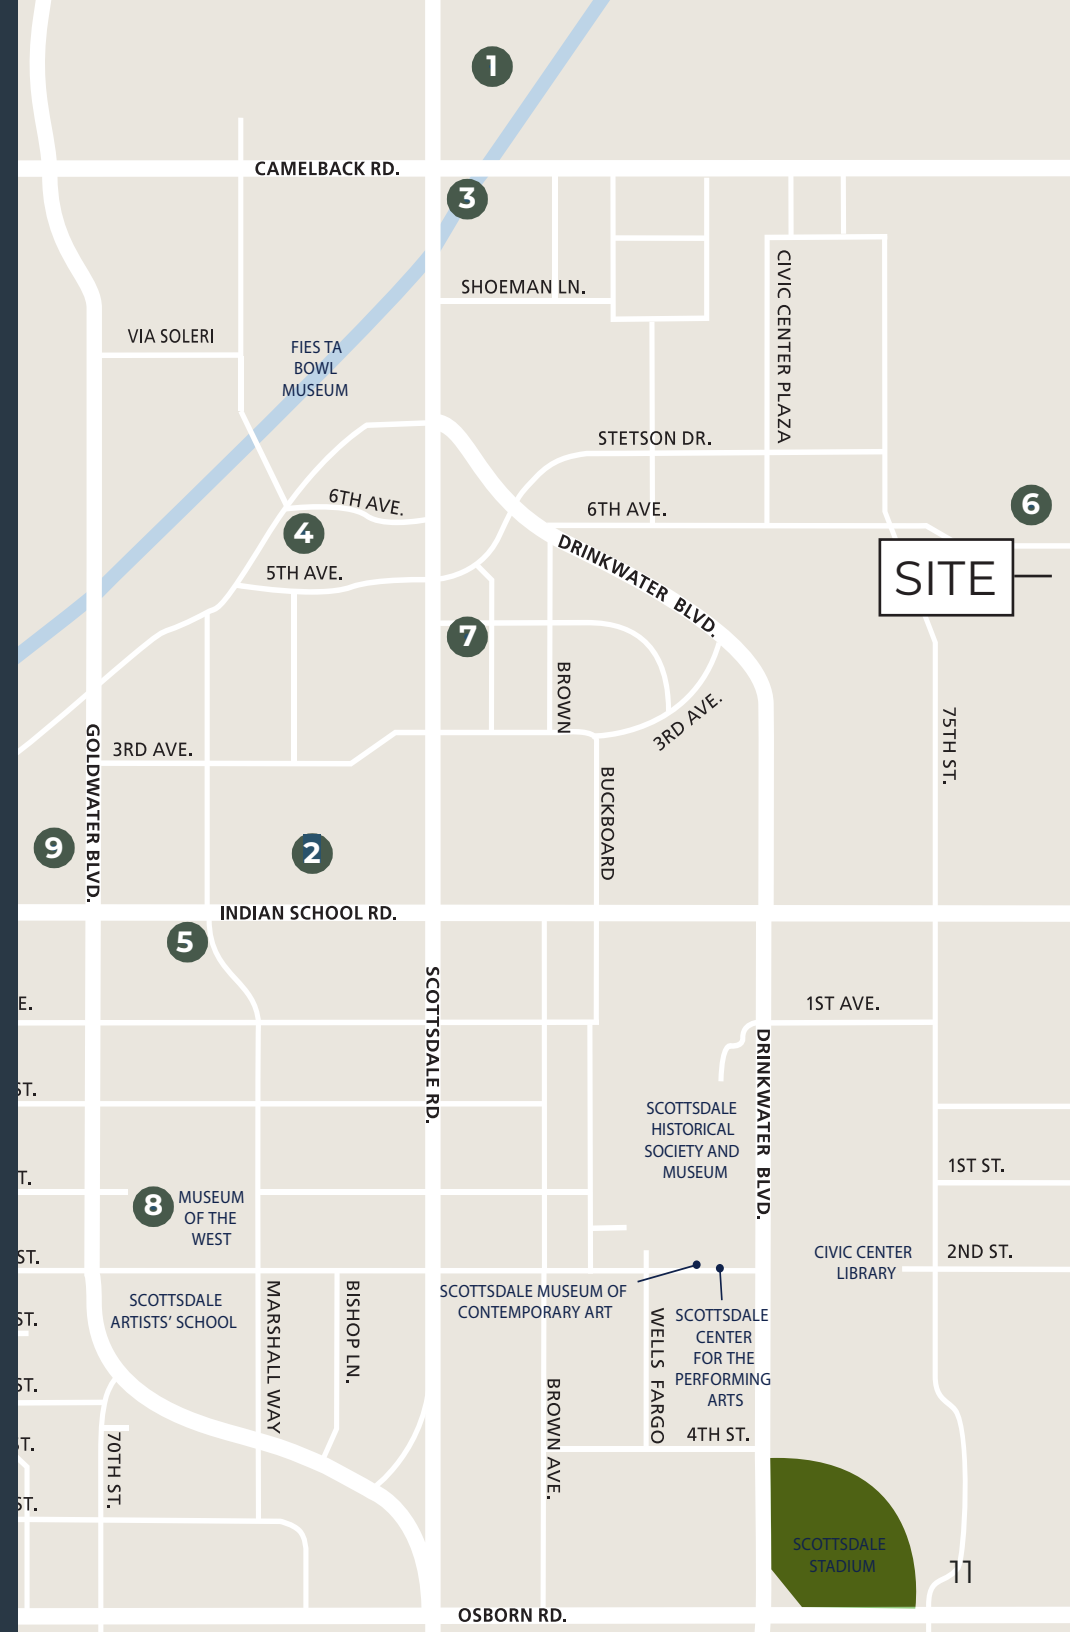 1
CAMELBACK RD.
3
SHOEMAN LN.
CIVIC CENTER PLAZA
VIA SOLERI
FIES TA
BOWL
MUSEUM
STETSON DR.
6TH AVE.
6TH AVE.
6
4
DRINKWATER BLVD.
5TH AVE.
SITE
7
BROWN
3RD AVE.
75TH ST.
GOLDWATER BLVD.
3RD AVE.
BUCKBOARD
9
2
INDIAN SCHOOL RD.
5
SCOTTSDALE RD.
E.
1ST AVE.
DRINKWATER BLVD.
ST.
SCOTTSDALE
HISTORICAL
SOCIETY AND
MUSEUM
1ST ST.
T.
8
MUSEUM
OF THE
WEST
ST.
CIVIC CENTER
LIBRARY
2ND ST.
SCOTTSDALE MUSEUM OF
CONTEMPORARY ART
SCOTTSDALE
ARTISTS' SCHOOL
MARSHALL WAY
BISHOP LN.
WELLS FARGO
SCOTTSDALE
CENTER
FOR THE
PERFORMING
ARTS
ST.
ST.
BROWN AVE.
4TH ST.
70TH ST.
T.
ST.
SCOTTSDALE
STADIUM
11
OSBORN RD.